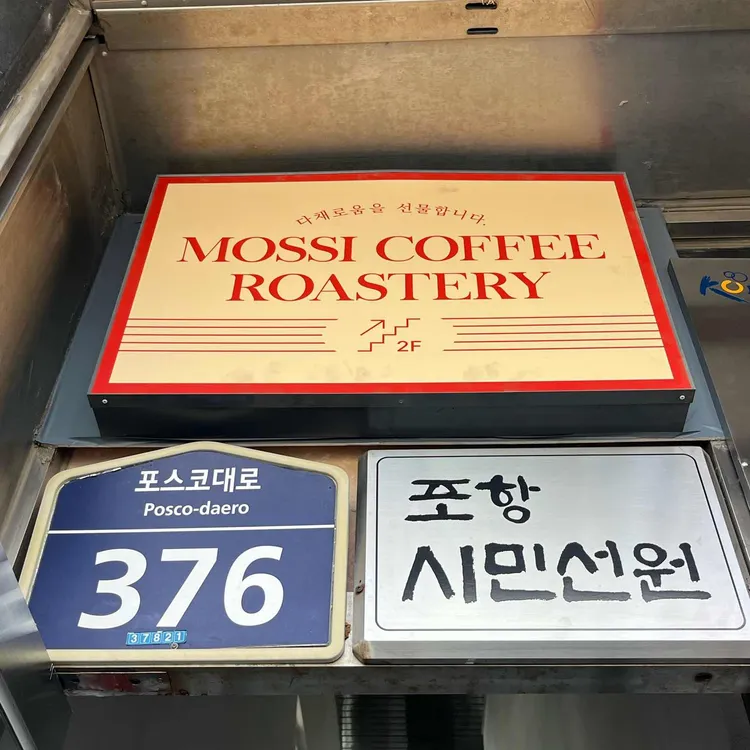 다채로움을 선물합니다.
MOSSI COFFEE
ROASTERY
2F
포스코대로
Posco-daero
376
37821
포항
시민선원